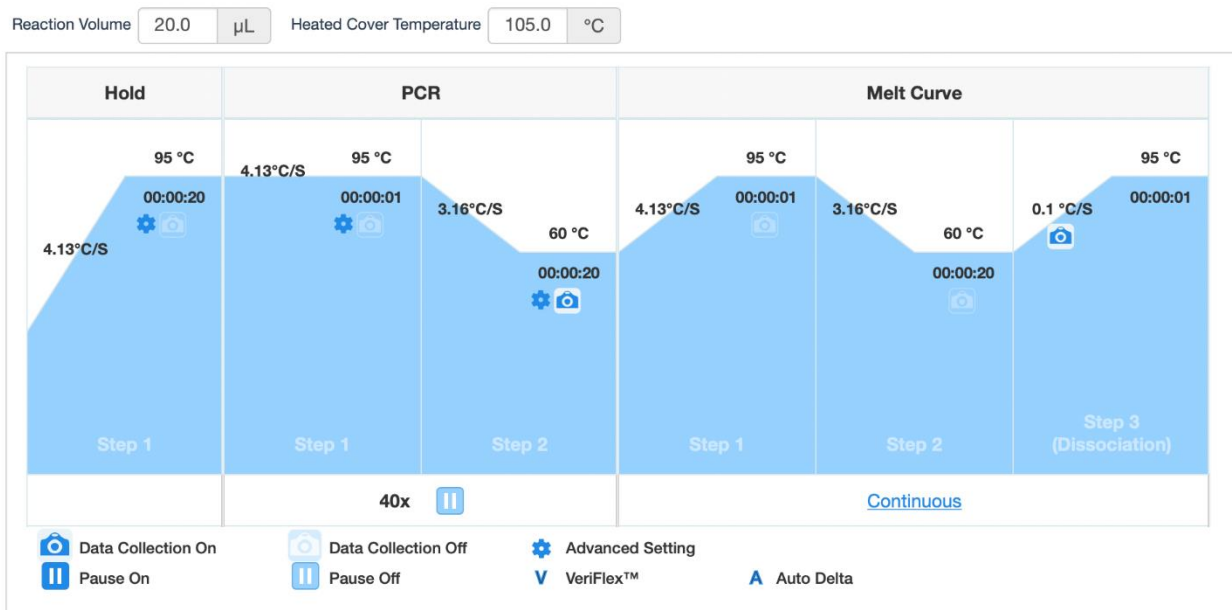 Reaction Volume 20.0 µL Heated Cover Temperature 105.0 °C
Hold PCR Melt Curve
95 °C 95 °C 95 °C 95 °C
4.13°C/S
00:00:20 00:00:01 00:00:01 00:00:01
3.16°C/S 4.13°C/S 3.16°C/S 0.1 °C/S
60 °C 60 °C
4.13°C/S
00:00:20 00:00:20
Step 3
Step 1 Step 1 Step 2 Step 1 Step 2 (Dissociation)
40x Continuous
Data Collection On Data Collection Off Advanced Setting
Pause On Pause Off V VeriFlex™ A Auto Delta